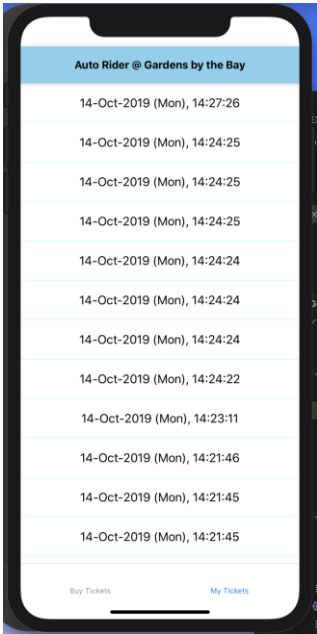 Auto Rider @ Gardens by the Bay
14-Oct-2019 (Mon), 14:27:26
14-Oct-2019 (Mon), 14:24:25
14-Oct-2019 (Mon), 14:24:25
14-Oct-2019 (Mon), 14:24:25
14-Oct-2019 (Mon), 14:24:24
14-Oct-2019 (Mon), 14:24:24
14-Oct-2019 (Mon), 14:24:24
14-Oct-2019 (Mon), 14:24:22
14-Oct-2019 (Mon), 14:23:11
14-Oct-2019 (Mon), 14:21:46
14-Oct-2019 (Mon), 14:21:45
14-Oct-2019 (Mon), 14:21:45
Buy Tickets
My Tickets